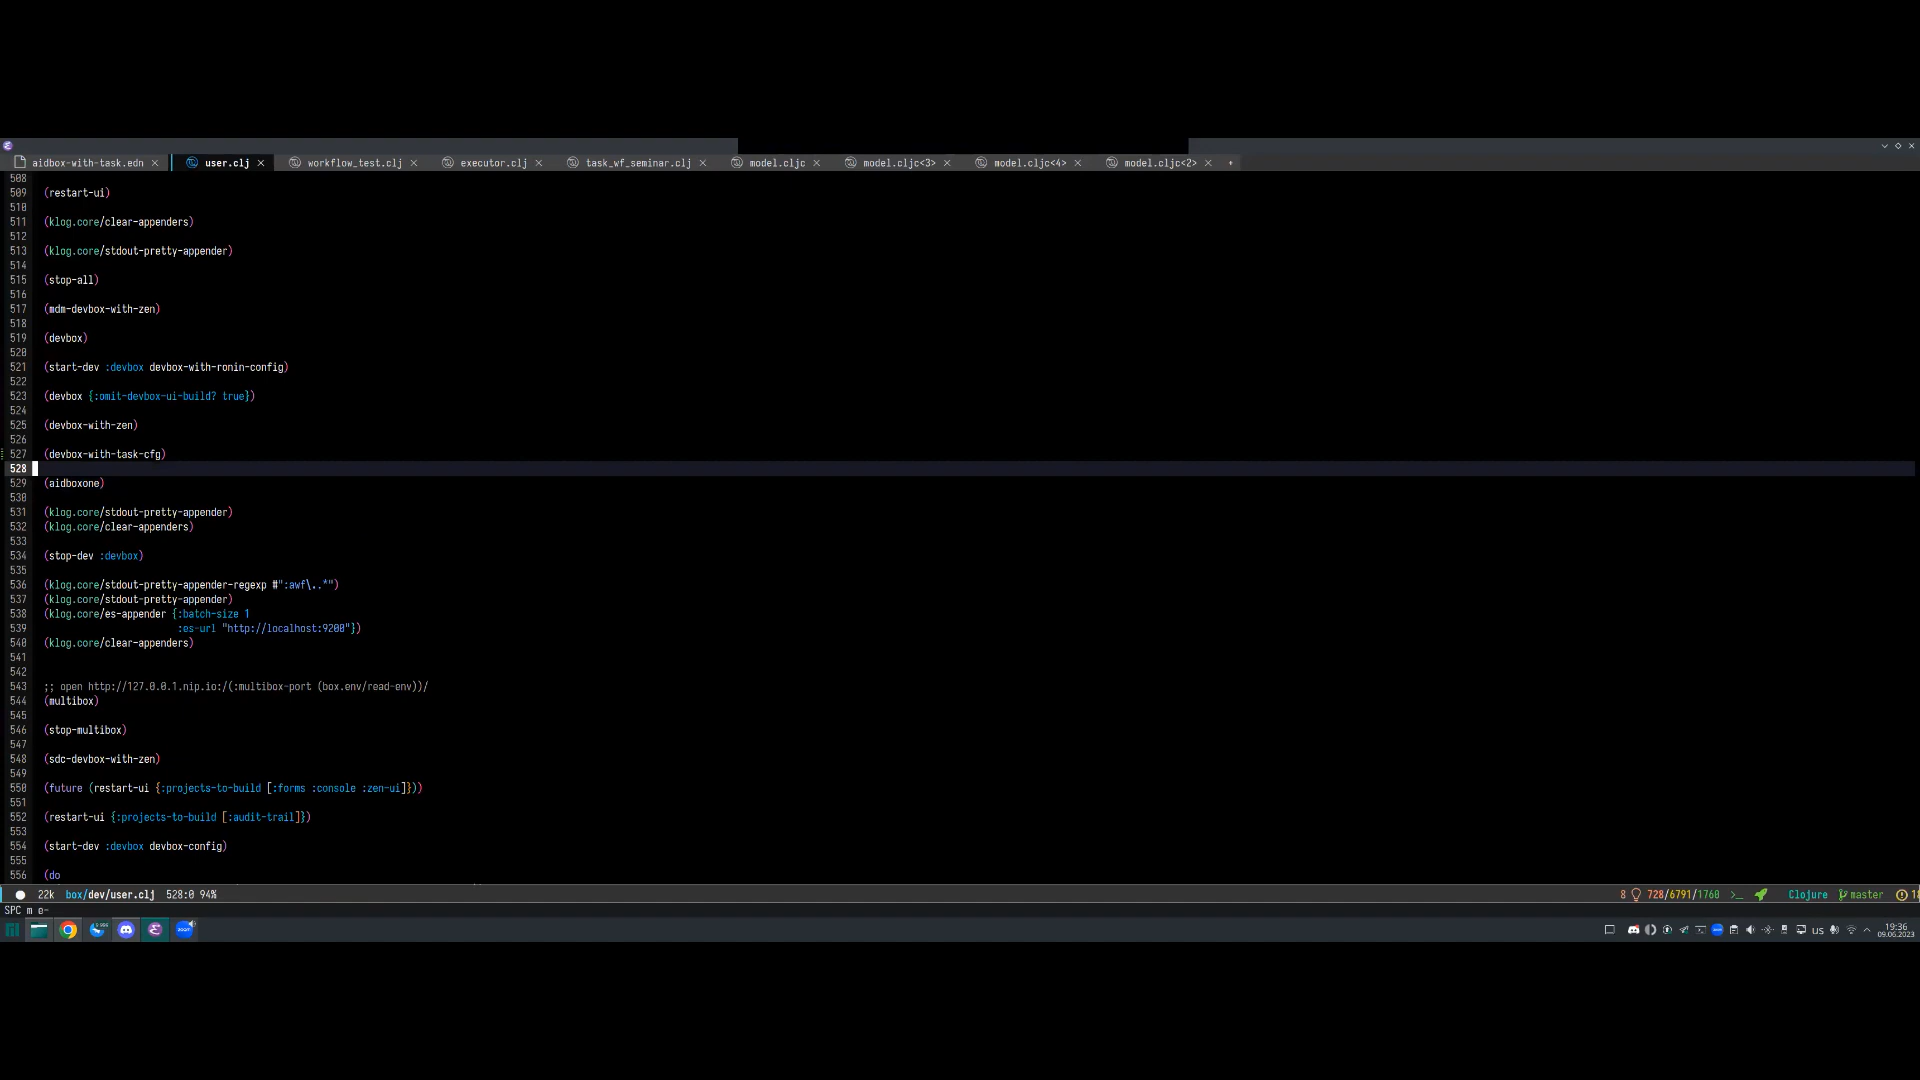 aidbox-with-task.edn × user.clj × workflow_test.clj × executor.clj × task_wf_seminar.clj × model.cljc × model.cljc<3> × model.cljc<4> × model.cljc<2> × +
508
509 (restart-ui)
510
511 (klog.core/clear-appenders)
512
513 (klog.core/stdout-pretty-appender)
514
515 (stop-all)
516
517 (mdm-devbox-with-zen)
518
519 (devbox)
520
521 (start-dev :devbox devbox-with-ronin-config)
522
523 (devbox {:omit-devbox-ui-build? true})
524
525 (devbox-with-zen)
526
527 (devbox-with-task-cfg)
528
529 (aidboxone)
530
531 (klog.core/stdout-pretty-appender)
532 (klog.core/clear-appenders)
533
534 (stop-dev :devbox)
535
536 (klog.core/stdout-pretty-appender-regexp #":awf\..*")
537 (klog.core/stdout-pretty-appender)
538 (klog.core/es-appender {:batch-size 1
539 :es-url "http://localhost:9200"})
540 (klog.core/clear-appenders)
541
542
543 ;; open http://127.0.0.1.nip.io:/(:multibox-port (box.env/read-env))/
544 (multibox)
545
546 (stop-multibox)
547
548 (sdc-devbox-with-zen)
549
550 (future (restart-ui {:projects-to-build [:forms :console :zen-ui]}))
551
552 (restart-ui {:projects-to-build [:audit-trail]})
553
554 (start-dev :devbox devbox-config)
555
556 (do
22k box/dev/user.clj 528:0 94% 8 728/6791/1760 Clojure master
SPC m e-
us 19:36
09.06.2023